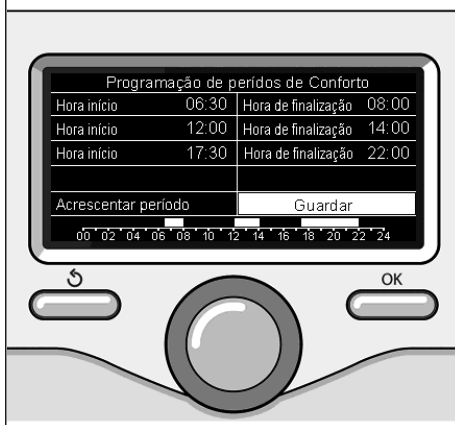 Programação de perídos de Conforto
Hora início 06:30 Hora de finalização 08:00
Hora início 12:00 Hora de finalização 14:00
Hora início 17:30 Hora de finalização 22:00
Acrescentar período Guardar
00 02 04 06 08 10 12 14 16 18 20 22 24
OK